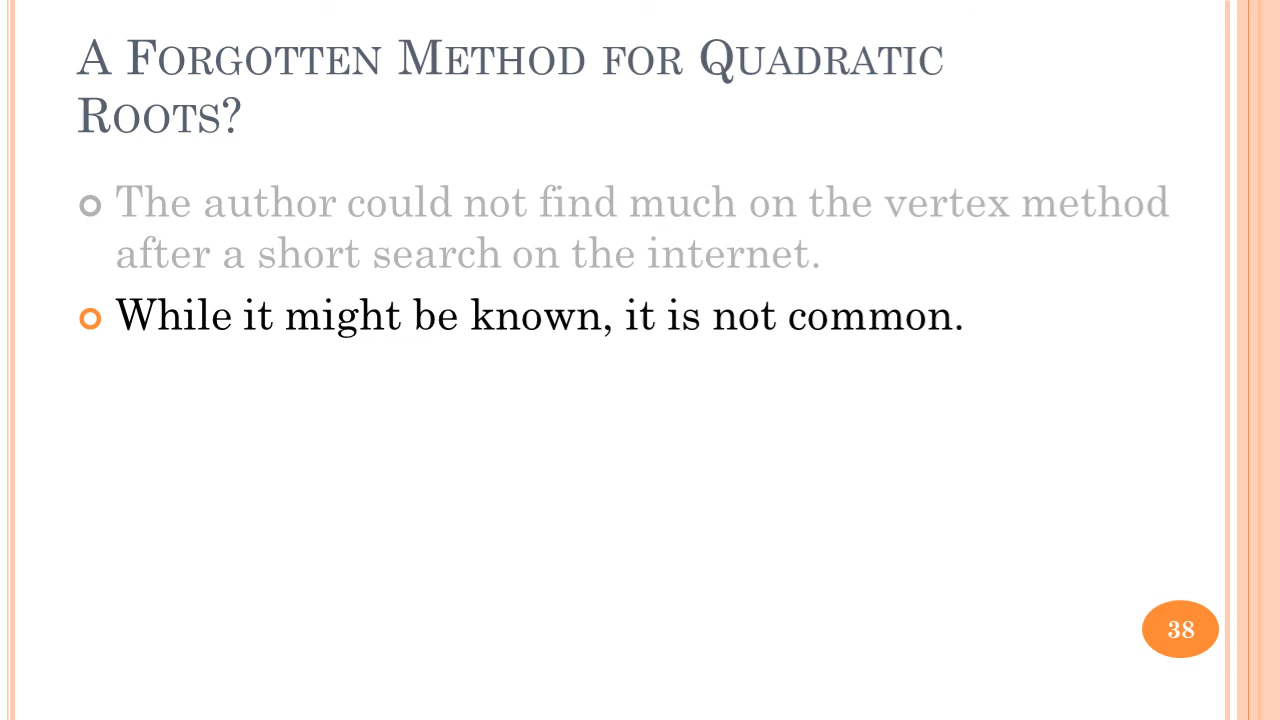 A Forgotten Method for Quadratic
Roots?
The author could not find much on the vertex method
after a short search on the internet.
While it might be known, it is not common.
38